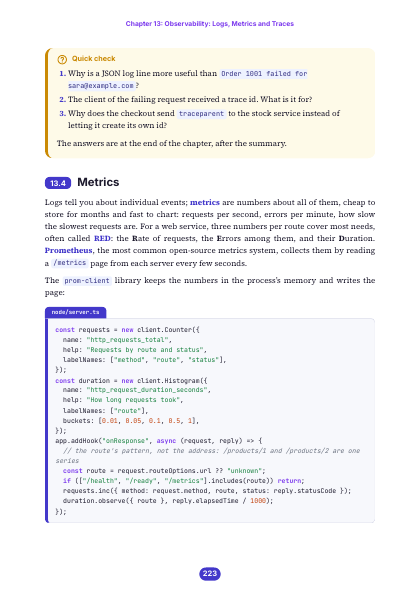 Chapter 13: Observability: Logs, Metrics and Traces
Quick check
1. Why is a JSON log line more useful than Order 1001 failed for
sara@example.com ?
2. The client of the failing request received a trace id. What is it for?
3. Why does the checkout send traceparent to the stock service instead of
letting it create its own id?
The answers are at the end of the chapter, after the summary.
13.4 Metrics
Logs tell you about individual events; metrics are numbers about all of them, cheap to
store for months and fast to chart: requests per second, errors per minute, how slow
the slowest requests are. For a web service, three numbers per route cover most needs,
often called RED: the Rate of requests, the Errors among them, and their Duration.
Prometheus, the most common open-source metrics system, collects them by reading
a /metrics page from each server every few seconds.
The prom-client library keeps the numbers in the process's memory and writes the
page:
node/server.ts
const requests = new client.Counter({
  name: "http_requests_total",
  help: "Requests by route and status",
  labelNames: ["method", "route", "status"],
});
const duration = new client.Histogram({
  name: "http_request_duration_seconds",
  help: "How long requests took",
  labelNames: ["route"],
  buckets: [0.01, 0.05, 0.1, 0.5, 1],
});
app.addHook("onResponse", async (request, reply) => {
  // the route's pattern, not the address: /products/1 and /products/2 are one
series
  const route = request.routeOptions.url ?? "unknown";
  if (["/health", "/ready", "/metrics"].includes(route)) return;
  requests.inc({ method: request.method, route, status: reply.statusCode });
  duration.observe({ route }, reply.elapsedTime / 1000);
});
223